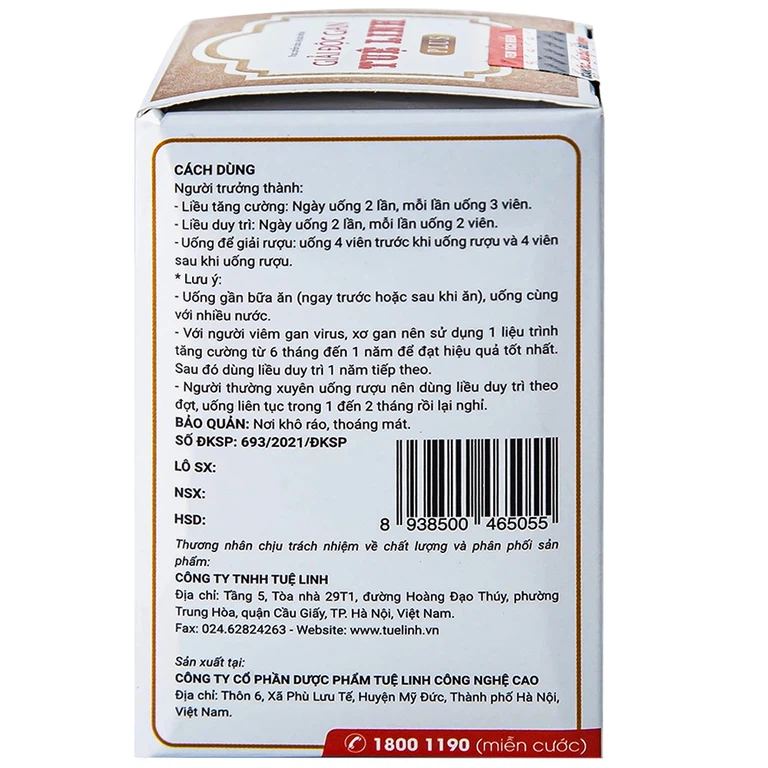 GIẢI ĐỘC GAN
TUỆ LINH
PLUS
CÁCH DÙNG
Người trưởng thành:
- Liều tăng cường: Ngày uống 2 lần, mỗi lần uống 3 viên.
- Liều duy trì: Ngày uống 2 lần, mỗi lần uống 2 viên.
- Uống để giải rượu: uống 4 viên trước khi uống rượu và 4 viên
sau khi uống rượu.
* Lưu ý:
- Uống gần bữa ăn (ngay trước hoặc sau khi ăn), uống cùng
với nhiều nước.
- Với người viêm gan virus, xơ gan nên sử dụng 1 liệu trình
tăng cường từ 6 tháng đến 1 năm để đạt hiệu quả tốt nhất.
Sau đó dùng liều duy trì 1 năm tiếp theo.
- Người thường xuyên uống rượu nên dùng liều duy trì theo
đợt, uống liên tục trong 1 đến 2 tháng rồi lại nghỉ.
BẢO QUẢN: Nơi khô ráo, thoáng mát.
SỐ ĐKSP: 693/2021/ĐKSP
LÔ SX:
NSX:
HSD:
8 938500 465055
Thương nhân chịu trách nhiệm về chất lượng và phân phối sản
phẩm:
CÔNG TY TNHH TUỆ LINH
Địa chỉ: Tầng 5, Tòa nhà 29T1, đường Hoàng Đạo Thúy, phường
Trung Hòa, quận Cầu Giấy, TP. Hà Nội, Việt Nam.
Fax: 024.62824263 - Website: www.tuelinh.vn
Sản xuất tại:
CÔNG TY CỔ PHẦN DƯỢC PHẨM TUỆ LINH CÔNG NGHỆ CAO
Địa chỉ: Thôn 6, Xã Phù Lưu Tế, Huyện Mỹ Đức, Thành phố Hà Nội,
Việt Nam.
1800 1190 (miễn cước)